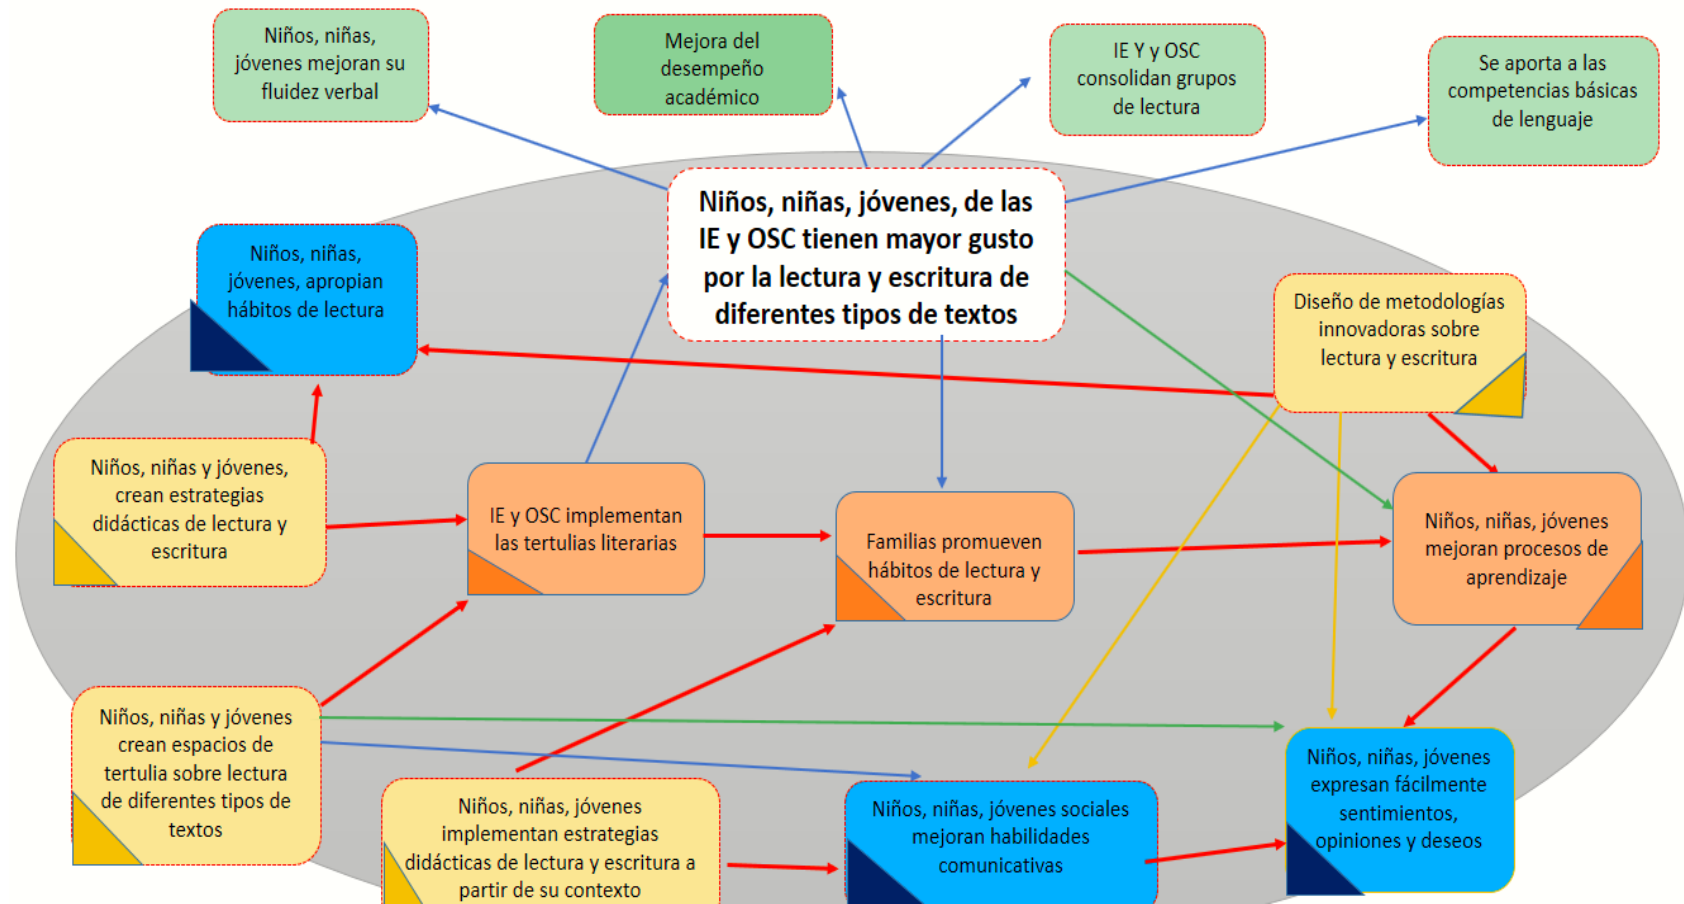 Niños, niñas,
jóvenes mejoran su
fluidez verbal
Mejora del
desempeño
académico
IE Y y OSC
consolidan grupos
de lectura
Se aporta a las
competencias básicas
de lenguaje
Niños, niñas, jóvenes, de las
IE y OSC tienen mayor gusto
por la lectura y escritura de
diferentes tipos de textos
Niños, niñas,
jóvenes, apropian
hábitos de lectura
Diseño de metodologías
innovadoras sobre
lectura y escritura
Niños, niñas y jóvenes,
crean estrategias
didácticas de lectura y
escritura
IE y OSC implementan
las tertulias literarias
Familias promueven
hábitos de lectura y
escritura
Niños, niñas, jóvenes
mejoran procesos de
aprendizaje
Niños, niñas y jóvenes
crean espacios de
tertulia sobre lectura
de diferentes tipos de
textos
Niños, niñas, jóvenes
implementan estrategias
didácticas de lectura y escritura a
partir de su contexto
Niños, niñas, jóvenes sociales
mejoran habilidades
comunicativas
Niños, niñas, jóvenes
expresan fácilmente
sentimientos,
opiniones y deseos